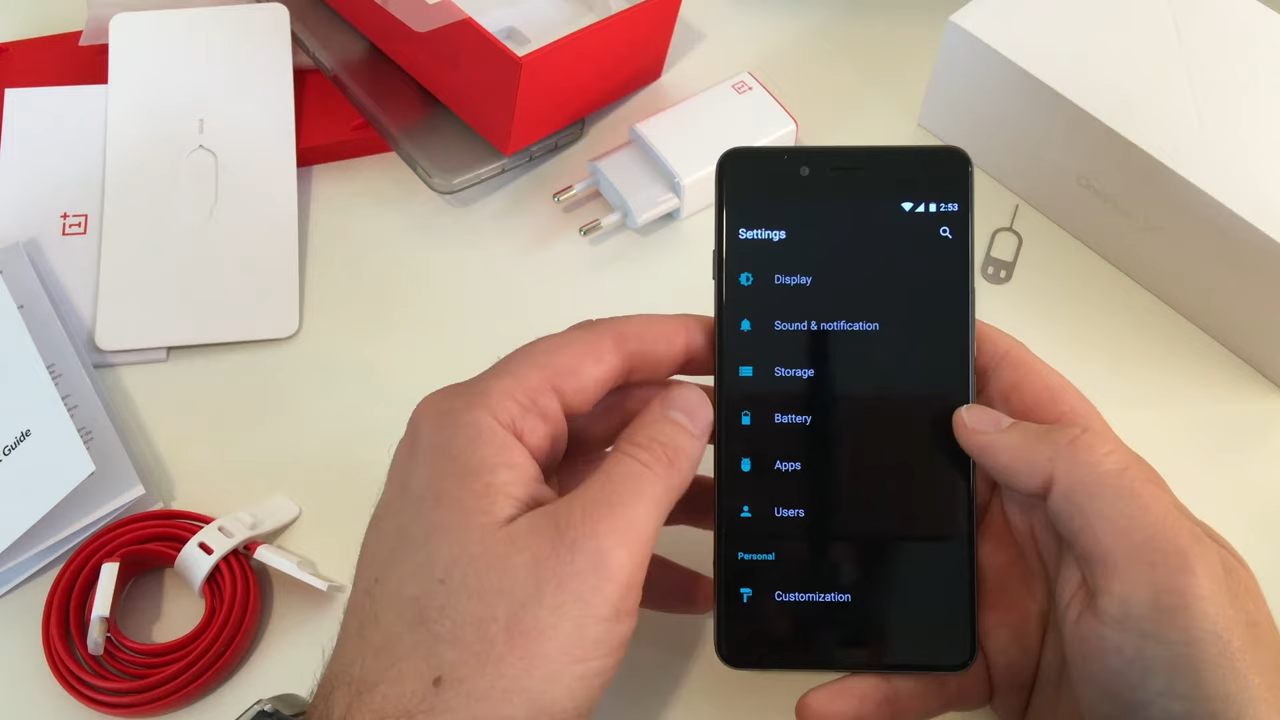 2:53
Settings
Display
Sound & notification
Storage
Battery
Apps
Users
Personal
Customization
Guide